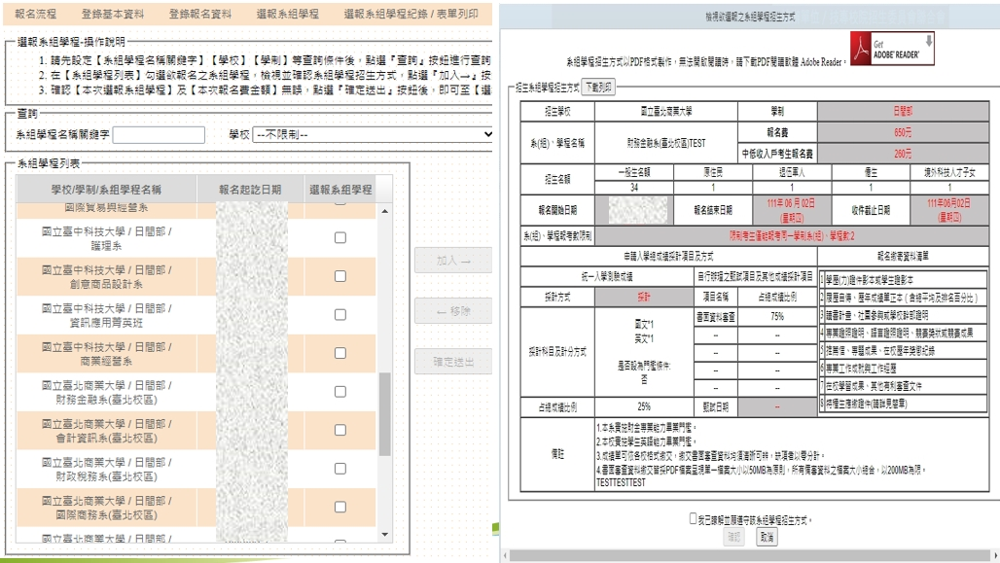 報名流程 登錄基本資料 登錄報名資料 選報系組學程 選報系組學程紀錄 / 表單列印
選報系組學程-操作說明
1. 請先設定【系組學程名稱關鍵字】【學校】【學制】等查詢條件後，點選『查詢』按鈕進行查詢
2. 在【系組學程列表】勾選欲報名之系組學程，檢視並確認系組學程招生方式，點選『加入→』按
3. 確認【本次選報系組學程】及【本次報名費金額】無誤，點選『確定送出』按鈕後，即可至【選
查詢
系組學程名稱關鍵字 學校 --不限制--
系組學程列表
學校/學制/系組學程名稱 報名起訖日期 選報系組學程
國際貿易與經營系
國立臺中科技大學 / 日間部 /
護理系
國立臺中科技大學 / 日間部 /
創意商品設計系
國立臺中科技大學 / 日間部 /
資訊應用菁英班
國立臺中科技大學 / 日間部 /
商業經營系
國立臺北商業大學 / 日間部 /
財務金融系(臺北校區)
國立臺北商業大學 / 日間部 /
會計資訊系(臺北校區)
國立臺北商業大學 / 日間部 /
財政稅務系(臺北校區)
國立臺北商業大學 / 日間部 /
國際商務系(臺北校區)
國立臺北商業大學 / 日間部 /
加入 →
← 移除
確定送出
檢視欲選報之系組學程招生方式
系組學程招生方式以PDF格式製作，無法開啟閱讀時，請下載PDF閱讀軟體 Adobe Reader。
Get
ADOBE® READER®
招生系組學程招生方式 下載列印
招生學校 國立臺北商業大學 學制 日間部
系(組)、學程名稱 財務金融系(臺北校區)TEST 報名費 650元
中低收入戶考生報名費 260元
招生名額 一般生名額 原住民 退伍軍人 僑生 境外科技人才子女
34 1 1 1 1
報名開始日期 報名結束日期 111年 06 月 02日
(星期四) 收件截止日期 111年06月02日
(星期四)
系(組)、學程報考數限制 限制考生僅能報考同一學制系(組)、學程數:2
申請入學總成績採計項目及方式 報名繳寄資料清單
統一入學測驗成績 自行辦理之甄試項目及其他成績採計項目
採計方式 採計 項目名稱 占總成績比例
採計科目及計分方式 國文*1
英文*1
是否設為門檻條件:
否
書面資料審查 75%
-- --
-- --
-- --
-- --
占總成績比例 25% 甄試日期 --
1 學歷(力)證件影本或學生證影本
2 履歷自傳、歷年成績單正本（含總平均及排名百分比）
3 讀書計畫、社團參與或學校幹部證明
4 專業證照證明、語言證照證明、競賽獎狀或競賽成果
5 推薦信、專題成果、在校歷年獎懲紀錄
6 專業工作成就與工作經歷
7 在校學習成果、其他有利審查文件
8 特種生應繳證件(請詳見簡章)
備註
1.本系實施財金專業能力畢業門檻。
2.本校實施學生英語能力畢業門檻。
3.成績單可依各校格式繳交，繳交書面審查資料均須清晰可辨，缺項者以零分計。
4.書面審查資料繳交皆採PDF檔案呈現單一檔案大小以50MB為原則，所有備審資料之檔案大小總合，以200MB為限。
TESTTESTTEST
我已瞭解並願遵守該系組學程招生方式。
確認 取消